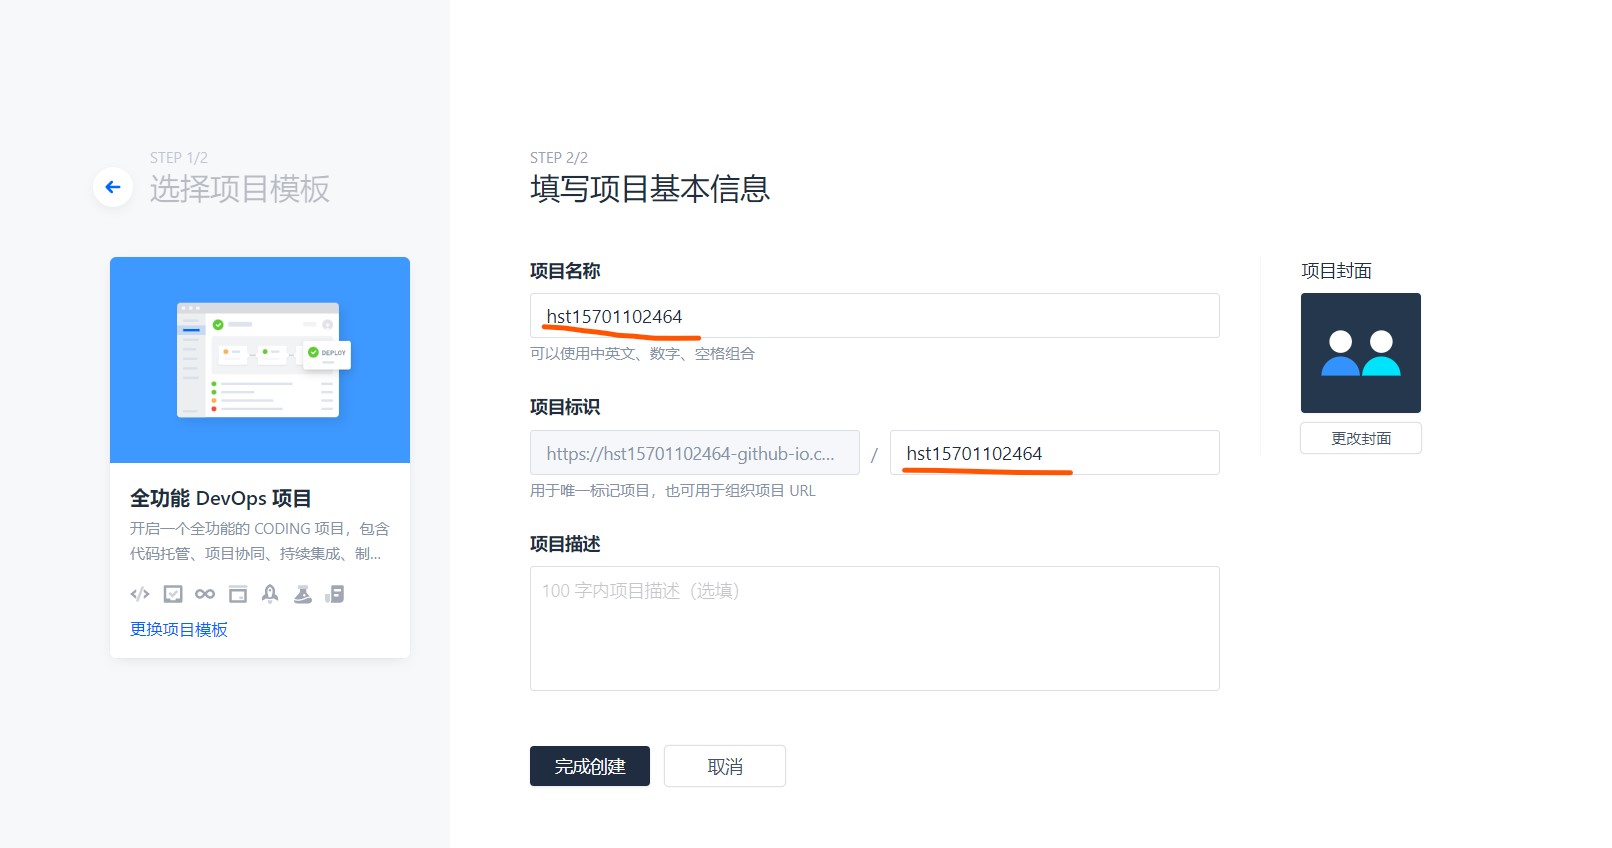 STEP 1/2
选择项目模板
DEPLOY
全功能 DevOps 项目
开启一个全功能的 CODING 项目，包含
代码托管、项目协同、持续集成、制...
更换项目模板
STEP 2/2
填写项目基本信息
项目名称
hst15701102464
可以使用中英文、数字、空格组合
项目标识
https://hst15701102464-github-io.c... / hst15701102464
用于唯一标记项目，也可用于组织项目 URL
项目描述
100 字内项目描述（选填）
完成创建 取消
项目封面
更改封面